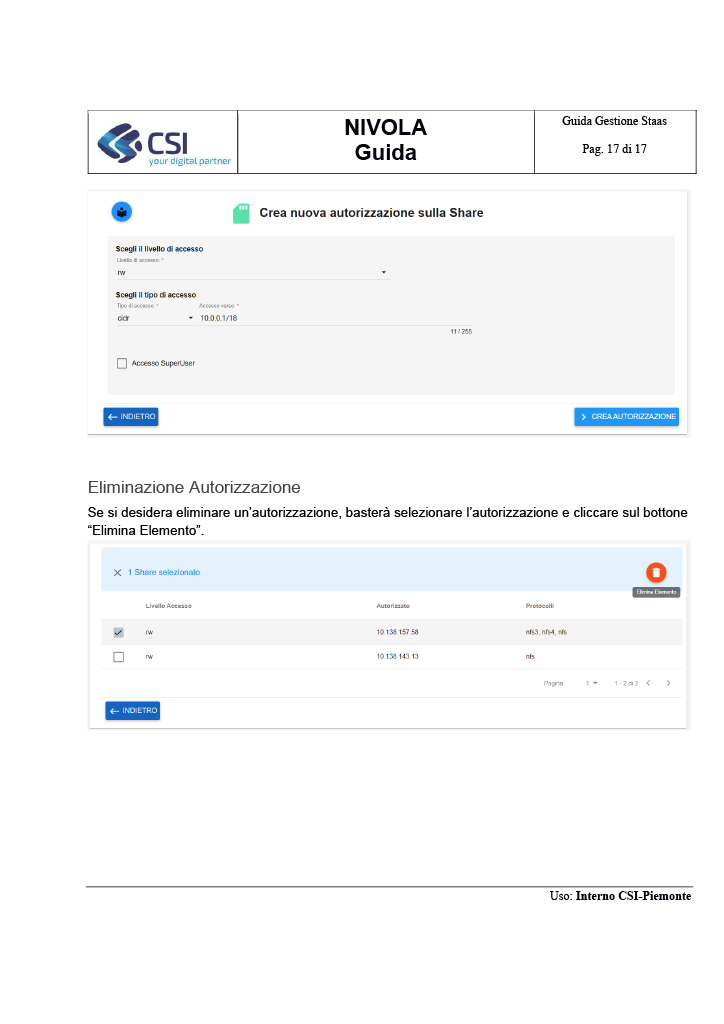 CSI
your digital partner
NIVOLA
Guida
Guida Gestione Staas
Pag. 17 di 17
Crea nuova autorizzazione sulla Share
Scegli il livello di accesso
Livello di accesso: *
rw
Scegli il tipo di accesso
Tipo di accesso: * Accesso verso: *
cidr 10.0.0.1/18
11 / 255
Accesso SuperUser
INDIETRO CREA AUTORIZZAZIONE
Eliminazione Autorizzazione
Se si desidera eliminare un’autorizzazione, basterà selezionare l’autorizzazione e cliccare sul bottone
“Elimina Elemento”.
1 Share selezionato
Elimina Elemento
Livello Accesso Autorizzato Protocolli
rw 10.138.157.58 nfs3, nfs4, nfs
rw 10.138.143.13 nfs
Pagina 1 1 - 2 di 2
INDIETRO
Uso: Interno CSI-Piemonte